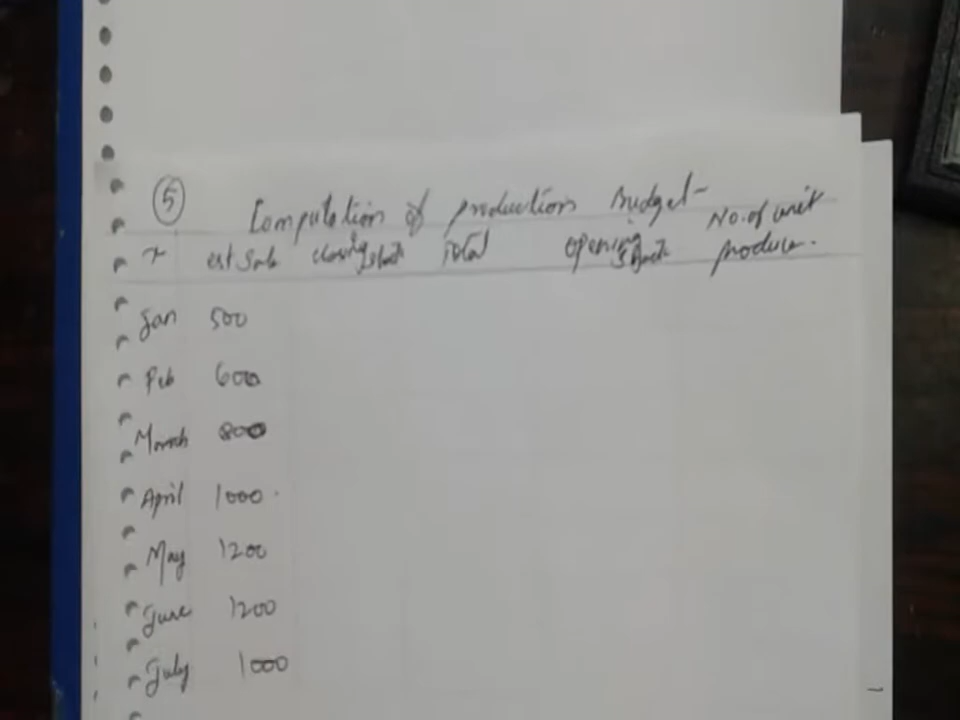 5
Computation of production Budget
est Sale closing stock Total opening stock No. of unit produce.
Jan 500
Feb 600
March 800
April 1000
May 1200
June 1200
July 1000